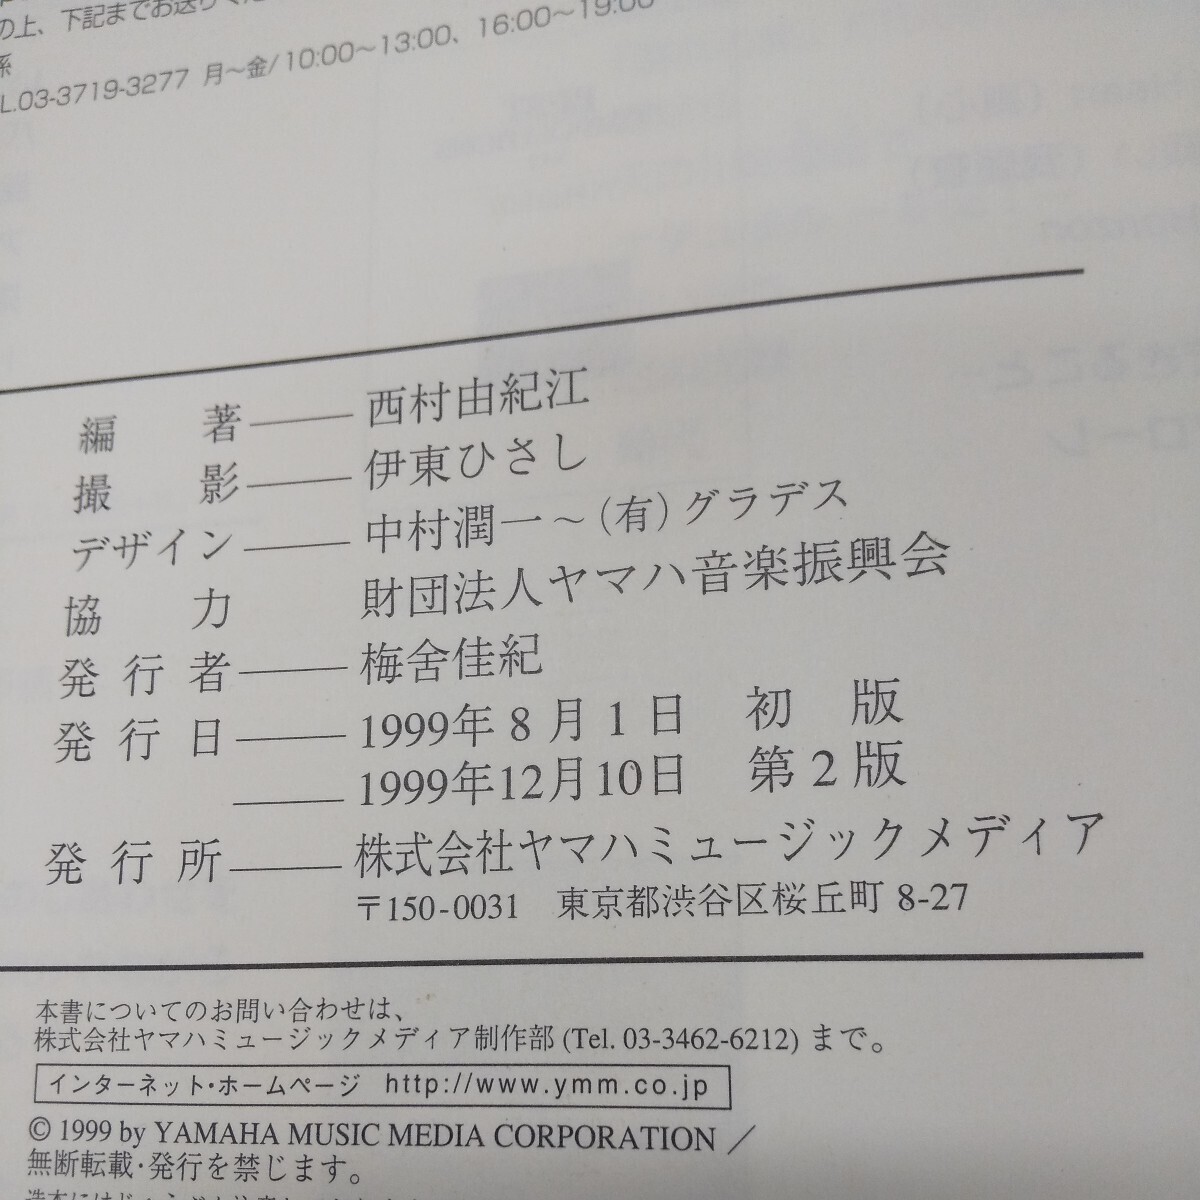 の上、下記までお送りくだ
係
L.03-3719-3277 月～金/10:00～13:00、16:00～19:00
編著――西村由紀江
撮影――伊東ひさし
デザイン――中村潤一～(有)グラデス
協力 財団法人ヤマハ音楽振興会
発行者――梅舎佳紀
発行日――1999年8月1日 初版
――1999年12月10日 第2版
発行所――株式会社ヤマハミュージックメディア
〒150-0031 東京都渋谷区桜丘町 8-27
本書についてのお問い合わせは、
株式会社ヤマハミュージックメディア制作部 (Tel. 03-3462-6212) まで。
インターネット・ホームページ http://www.ymm.co.jp
© 1999 by YAMAHA MUSIC MEDIA CORPORATION ／
無断転載・発行を禁じます。